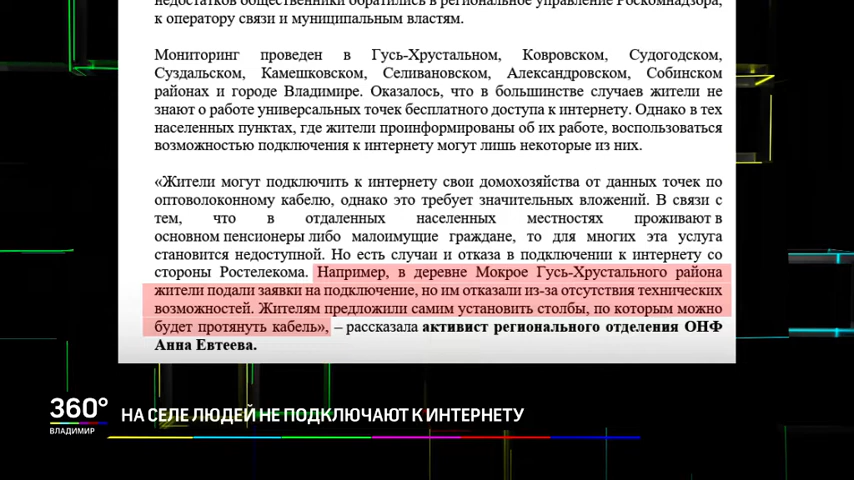 недостатков общественники обратились в региональное управление Роскомнадзора,
к оператору связи и муниципальным властям.
Мониторинг проведен в Гусь-Хрустальном, Ковровском, Судогодском,
Суздальском, Камешковском, Селивановском, Александровском, Собинском
районах и городе Владимире. Оказалось, что в большинстве случаев жители не
знают о работе универсальных точек бесплатного доступа к интернету. Однако в тех
населенных пунктах, где жители проинформированы об их работе, воспользоваться
возможностью подключения к интернету могут лишь некоторые из них.
«Жители могут подключить к интернету свои домохозяйства от данных точек по
оптоволоконному кабелю, однако это требует значительных вложений. В связи с
тем, что в отдаленных населенных местностях проживают в
основном пенсионеры либо малоимущие граждане, то для многих эта услуга
становится недоступной. Но есть случаи и отказа в подключении к интернету со
стороны Ростелекома. Например, в деревне Мокрое Гусь-Хрустального района
жители подали заявки на подключение, но им отказали из-за отсутствия технических
возможностей. Жителям предложили самим установить столбы, по которым можно
будет протянуть кабель», – рассказала активист регионального отделения ОНФ
Анна Евтеева.
360°
ВЛАДИМИР
НА СЕЛЕ ЛЮДЕЙ НЕ ПОДКЛЮЧАЮТ К ИНТЕРНЕТУ